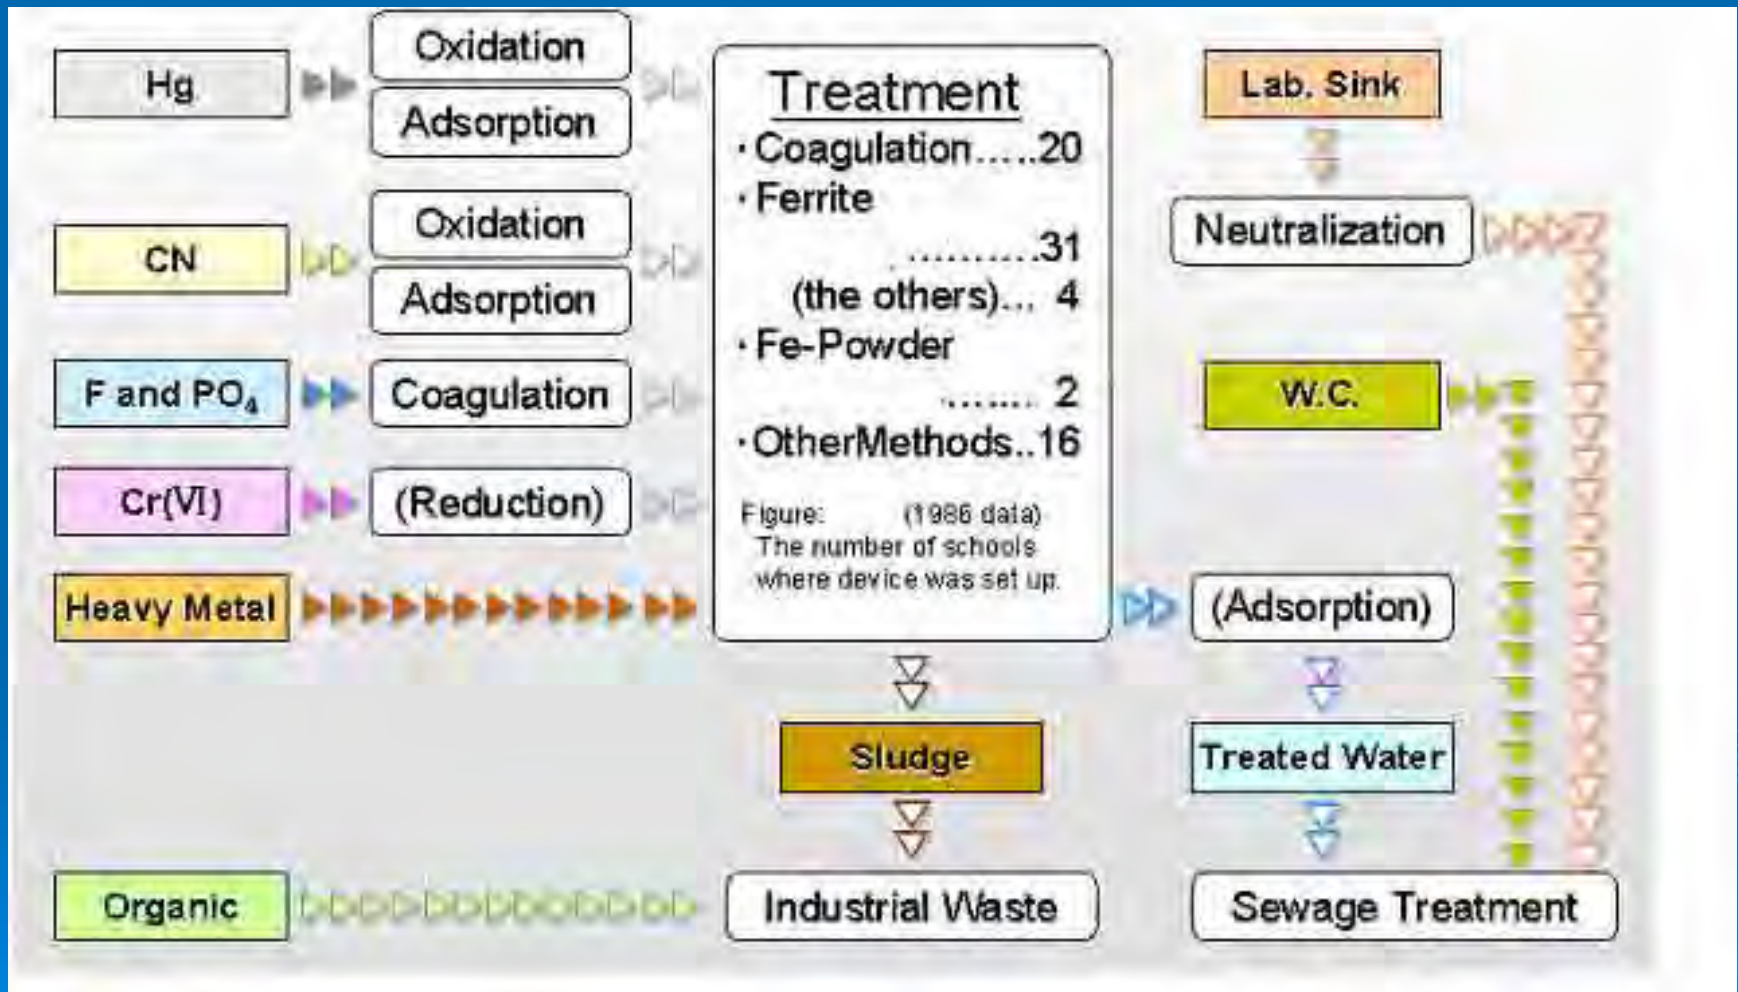 Hg
Oxidation
Adsorption
CN
Oxidation
Adsorption
F and PO₄
Coagulation
Cr(Ⅵ)
(Reduction)
Heavy Metal
Organic
Treatment
·Coagulation.....20
·Ferrite
..........31
(the others)... 4
·Fe-Powder
........ 2
·OtherMethods..16
Figure: (1986 data)
The number of schools
where device was set up.
Sludge
Industrial Waste
Lab. Sink
Neutralization
W.C.
(Adsorption)
Treated Water
Sewage Treatment